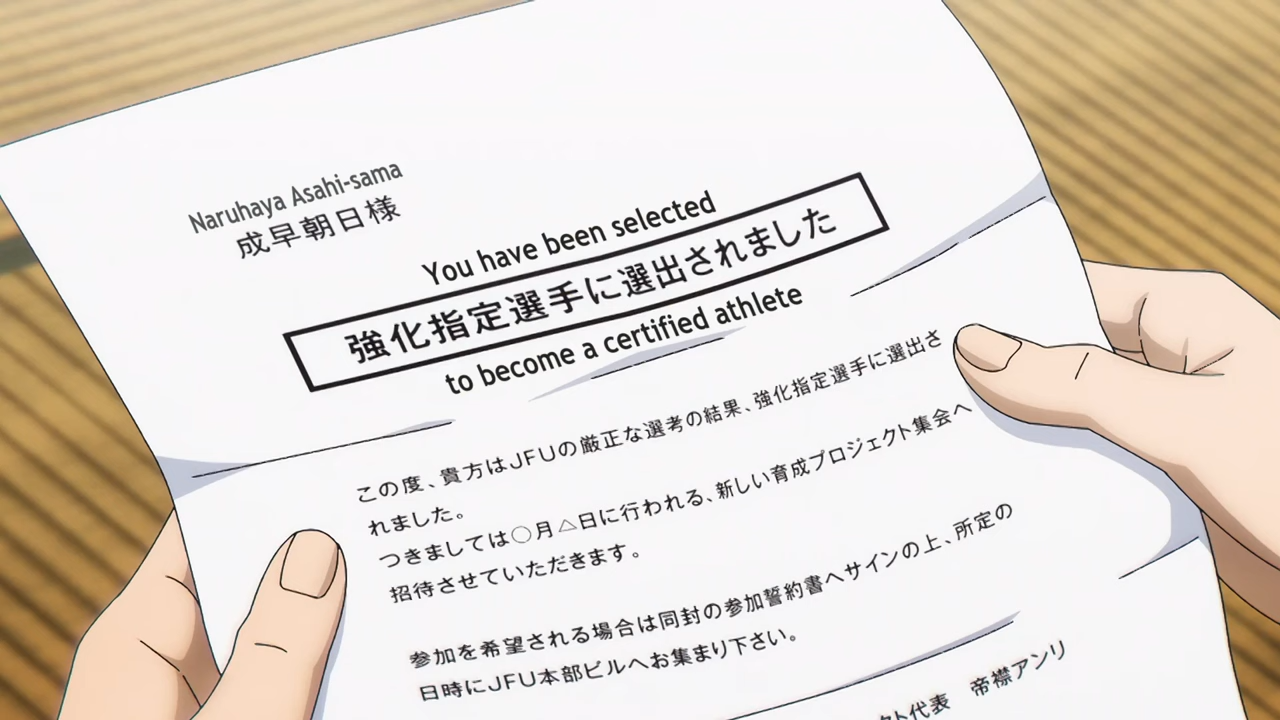 Naruhaya Asahi-sama
成早朝日様
You have been selected
強化指定選手に選出されました
to become a certified athlete
この度、貴方はJFUの厳正な選考の結果、強化指定選手に選出さ
れました。
つきましては○月△日に行われる、新しい育成プロジェクト集会へ
招待させていただきます。
参加を希望される場合は同封の参加誓約書へサインの上、所定の
日時にJFU本部ビルへお集まり下さい。
クト代表 帝襟アンリ